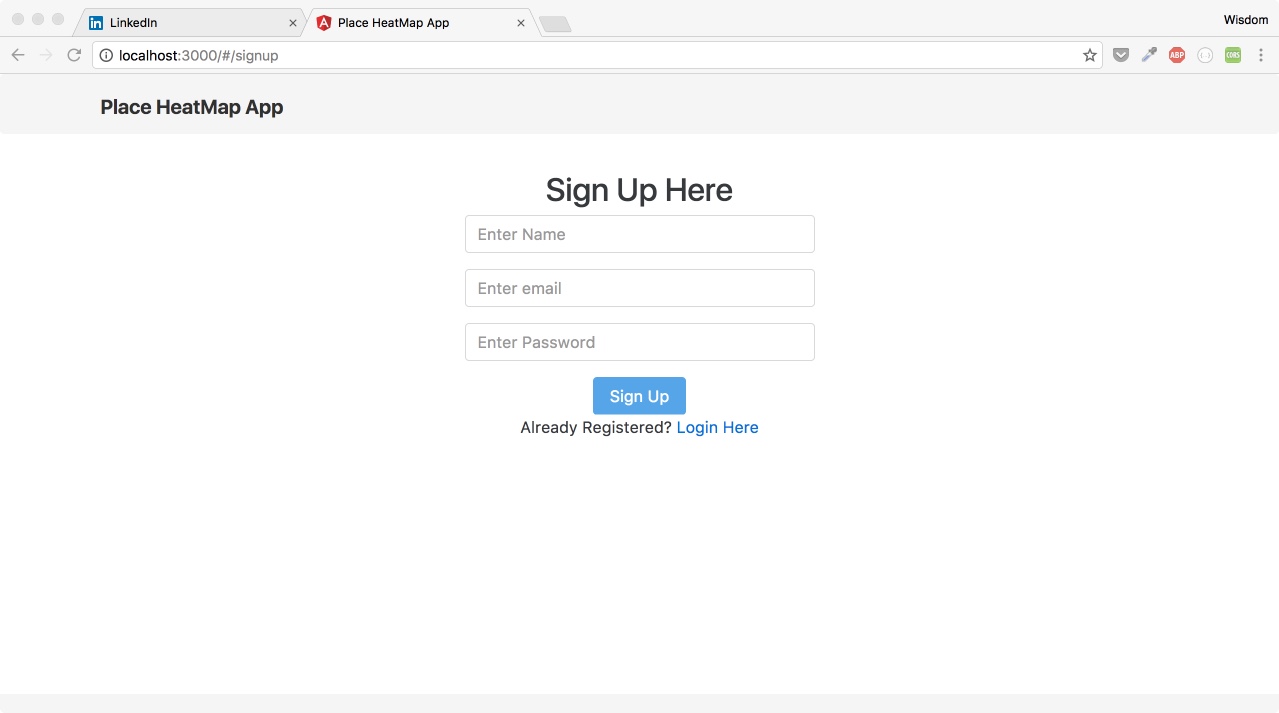 LinkedIn
Place HeatMap App
Wisdom
localhost:3000/#/signup
ABP
CORS
Place HeatMap App
Sign Up Here
Enter Name
Enter email
Enter Password
Sign Up
Already Registered? Login Here